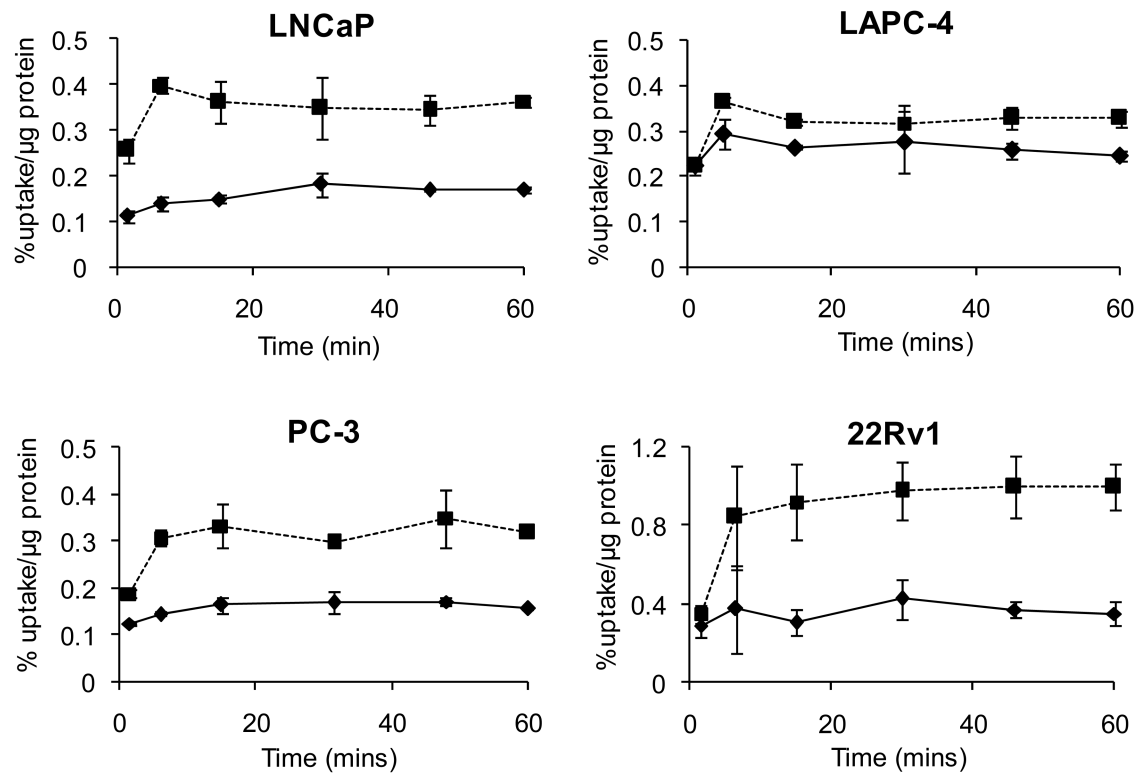 LNCaP
%uptake/µg protein
0.5
0.4
0.3
0.2
0.1
0
0 20 40 60
Time (min)
LAPC-4
%uptake/µg protein
0.5
0.4
0.3
0.2
0.1
0
0 20 40 60
Time (mins)
PC-3
% uptake/µg protein
0.5
0.4
0.3
0.2
0.1
0
0 20 40 60
Time (mins)
22Rv1
%uptake/µg protein
1.2
0.8
0.4
0
0 20 40 60
Time (mins)